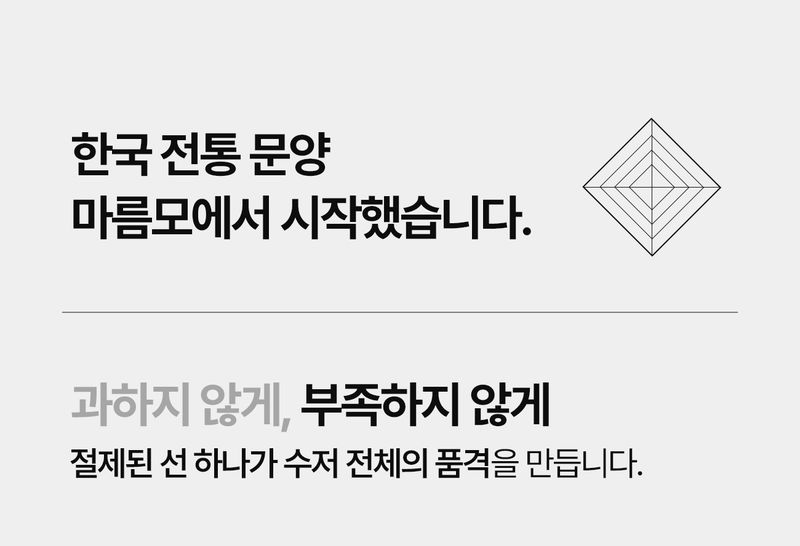 한국 전통 문양
마름모에서 시작했습니다.
과하지 않게, 부족하지 않게
절제된 선 하나가 수저 전체의 품격을 만듭니다.